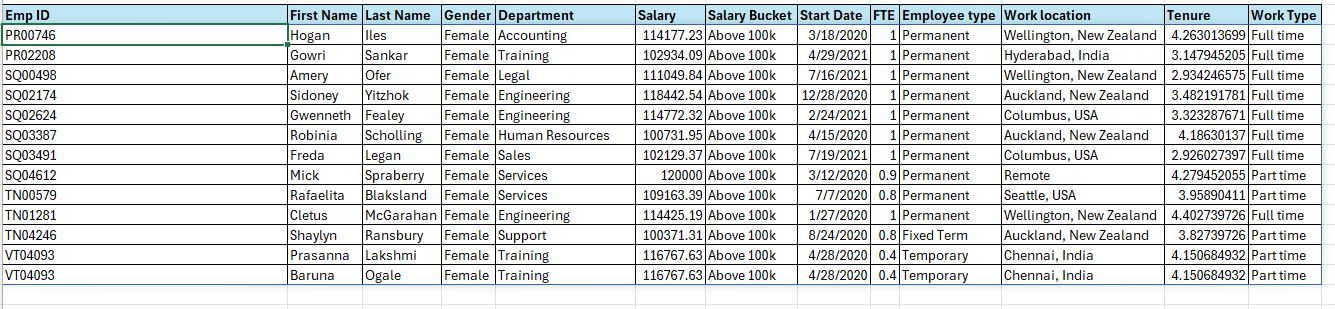 Emp ID First Name Last Name Gender Department Salary Salary Bucket Start Date FTE Employee type Work location Tenure Work Type
PR00746 Hogan Iles Female Accounting 114177.23 Above 100k 3/18/2020 1 Permanent Wellington, New Zealand 4.263013699 Full time
PR02208 Gowri Sankar Female Training 102934.09 Above 100k 4/29/2021 1 Permanent Hyderabad, India 3.147945205 Full time
SQ00498 Amery Ofer Female Legal 111049.84 Above 100k 7/16/2021 1 Permanent Wellington, New Zealand 2.934246575 Full time
SQ02174 Sidoney Yitzhok Female Engineering 118442.54 Above 100k 12/28/2020 1 Permanent Auckland, New Zealand 3.482191781 Full time
SQ02624 Gwenneth Fealey Female Engineering 114772.32 Above 100k 2/24/2021 1 Permanent Columbus, USA 3.323287671 Full time
SQ03387 Robinia Scholling Female Human Resources 100731.95 Above 100k 4/15/2020 1 Permanent Auckland, New Zealand 4.18630137 Full time
SQ03491 Freda Legan Female Sales 102129.37 Above 100k 7/19/2021 1 Permanent Columbus, USA 2.926027397 Full time
SQ04612 Mick Spraberry Female Services 120000 Above 100k 3/12/2020 0.9 Permanent Remote 4.279452055 Part time
TN00579 Rafaelita Blaksland Female Services 109163.39 Above 100k 7/7/2020 0.8 Permanent Seattle, USA 3.95890411 Part time
TN01281 Cletus McGarahan Female Engineering 114425.19 Above 100k 1/27/2020 1 Permanent Wellington, New Zealand 4.402739726 Full time
TN04246 Shaylyn Ransbury Female Support 100371.31 Above 100k 8/24/2020 0.8 Fixed Term Auckland, New Zealand 3.82739726 Part time
VT04093 Prasanna Lakshmi Female Training 116767.63 Above 100k 4/28/2020 0.4 Temporary Chennai, India 4.150684932 Part time
VT04093 Baruna Ogale Female Training 116767.63 Above 100k 4/28/2020 0.4 Temporary Chennai, India 4.150684932 Part time